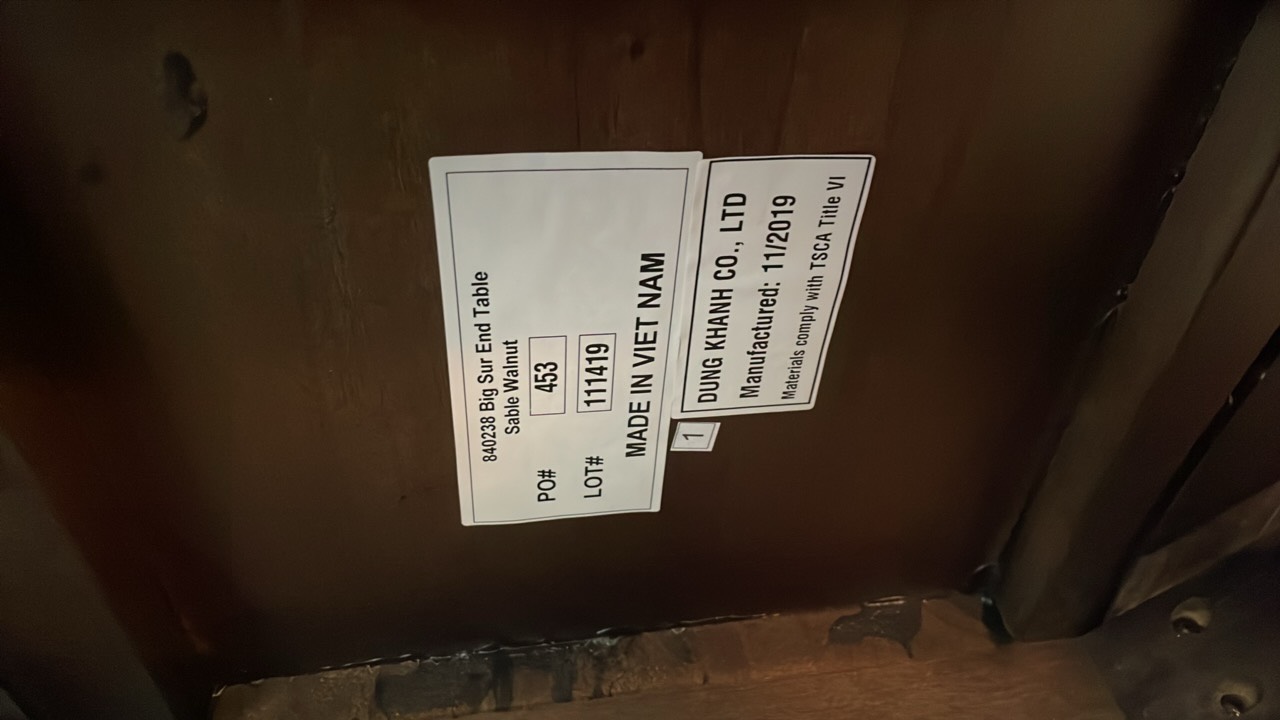 840238 Big Sur End Table
Sable Walnut
PO# 453
LOT# 111419
MADE IN VIET NAM
DUNG KHANH CO., LTD
Manufactured: 11/2019
Materials comply with TSCA Title VI
1